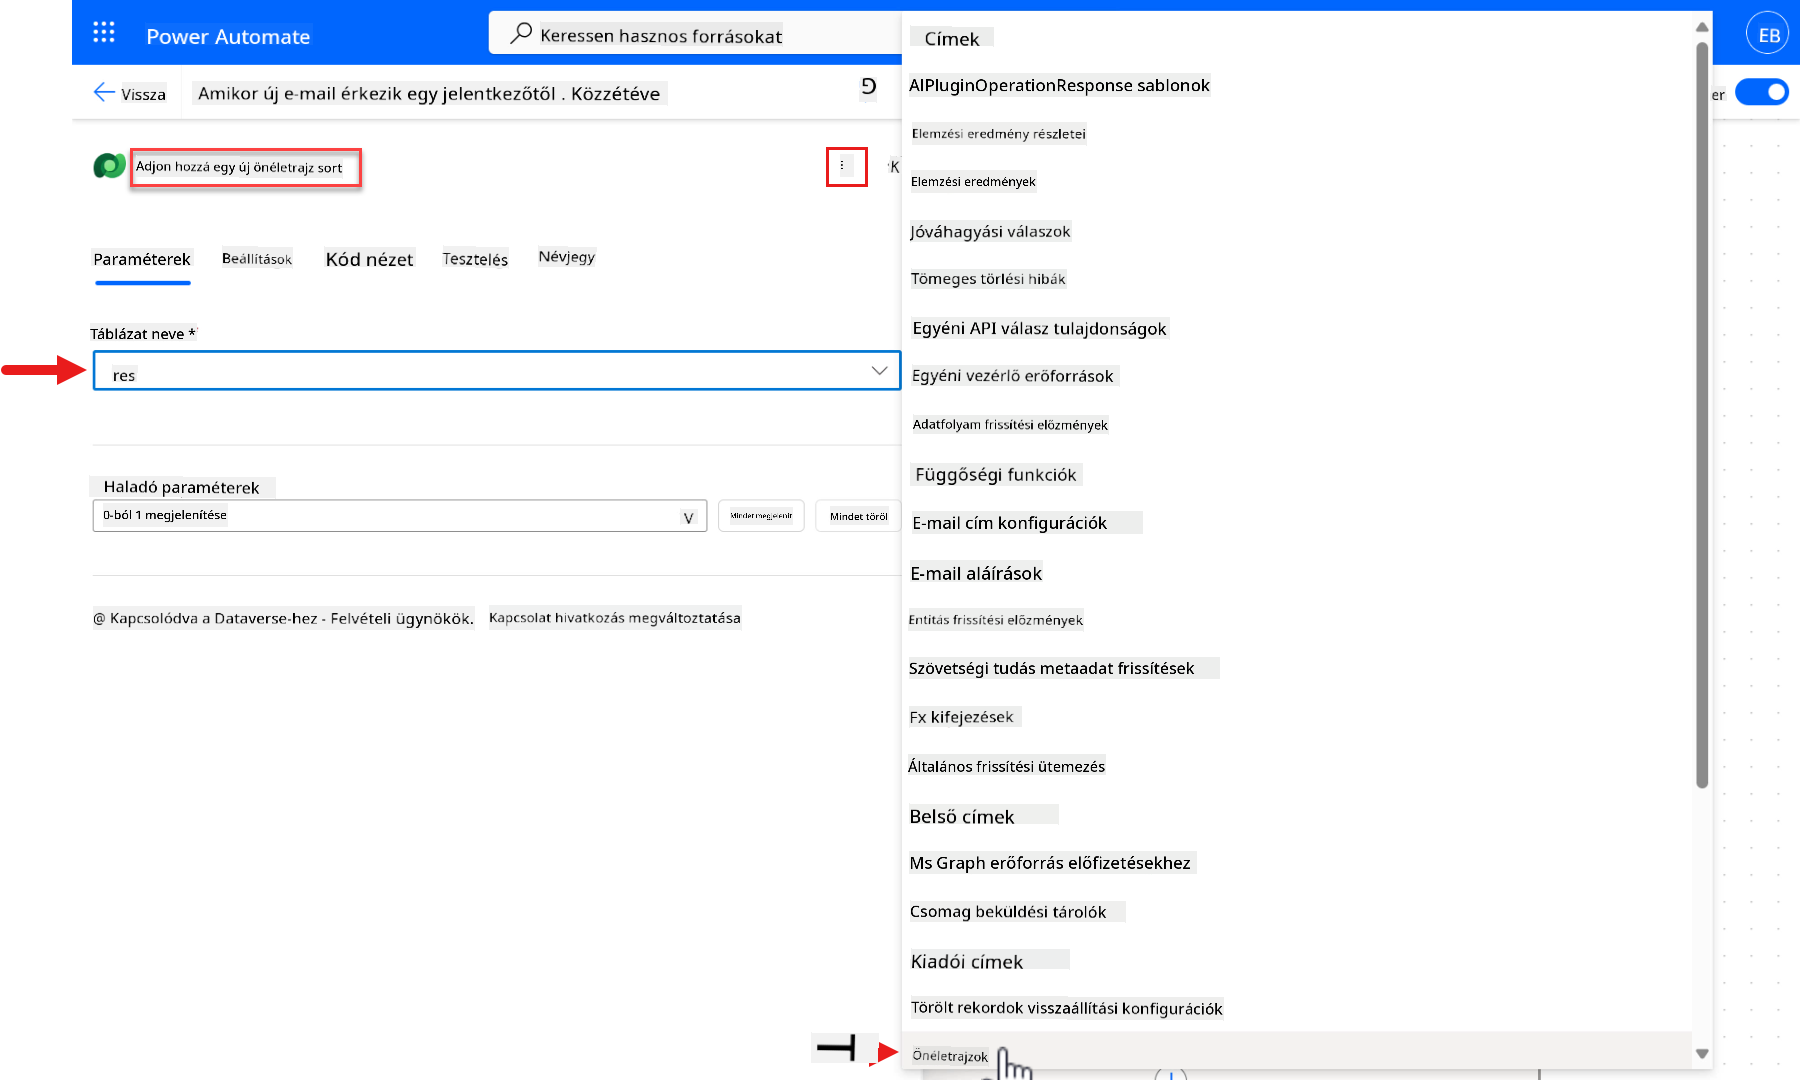 Power Automate
Keressen hasznos forrásokat
EB
Vissza
Amikor új e-mail érkezik egy jelentkezőtől . Közzétéve
er
Adjon hozzá egy új önéletrajz sort
K
Paraméterek
Beállítások
Kód nézet
Tesztelés
Névjegy
Táblázat neve *
res
Haladó paraméterek
0-ból 1 megjelenítése
V
Mindet megjelenít
Mindet töröl
@ Kapcsolódva a Dataverse-hez - Felvételi ügynökök.
Kapcsolat hivatkozás megváltoztatása
Címek
AIPluginOperationResponse sablonok
Elemzési eredmény részletei
Elemzési eredmények
Jóváhagyási válaszok
Tömeges törlési hibák
Egyéni API válasz tulajdonságok
Egyéni vezérlő erőforrások
Adatfolyam frissítési előzmények
Függőségi funkciók
E-mail cím konfigurációk
E-mail aláírások
Entitás frissítési előzmények
Szövetségi tudás metaadat frissítések
Fx kifejezések
Általános frissítési ütemezés
Belső címek
Ms Graph erőforrás előfizetésekhez
Csomag beküldési tárolók
Kiadói címek
Törölt rekordok visszaállítási konfigurációk
Önéletrajzok